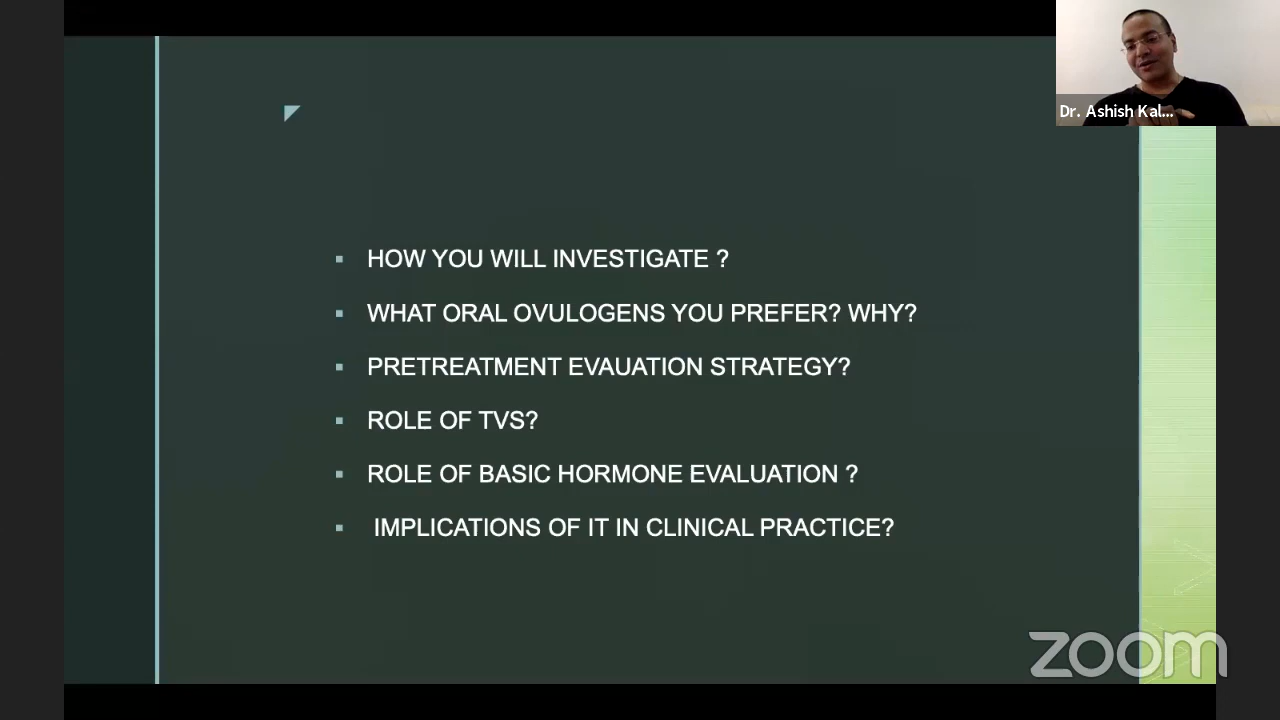 Dr. Ashish Kal...
HOW YOU WILL INVESTIGATE ?
WHAT ORAL OVULOGENS YOU PREFER? WHY?
PRETREATMENT EVAUATION STRATEGY?
ROLE OF TVS?
ROLE OF BASIC HORMONE EVALUATION ?
IMPLICATIONS OF IT IN CLINICAL PRACTICE?
zoom